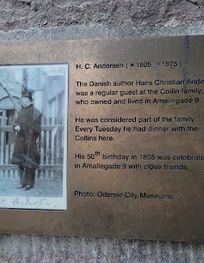 H. C. Andersen ( * 1805 + 1875 )
The Danish author Hans Christian Ande
was a regular guest at the Collin family,
who owned and lived in Amaliegade 9.
He was considered part of the family.
Every Tuesday he had dinner with the
Collins here.
His 50th birthday in 1855 was celebrate
in Amaliegade 9 with close friends.
Photo: Odense City Museums.